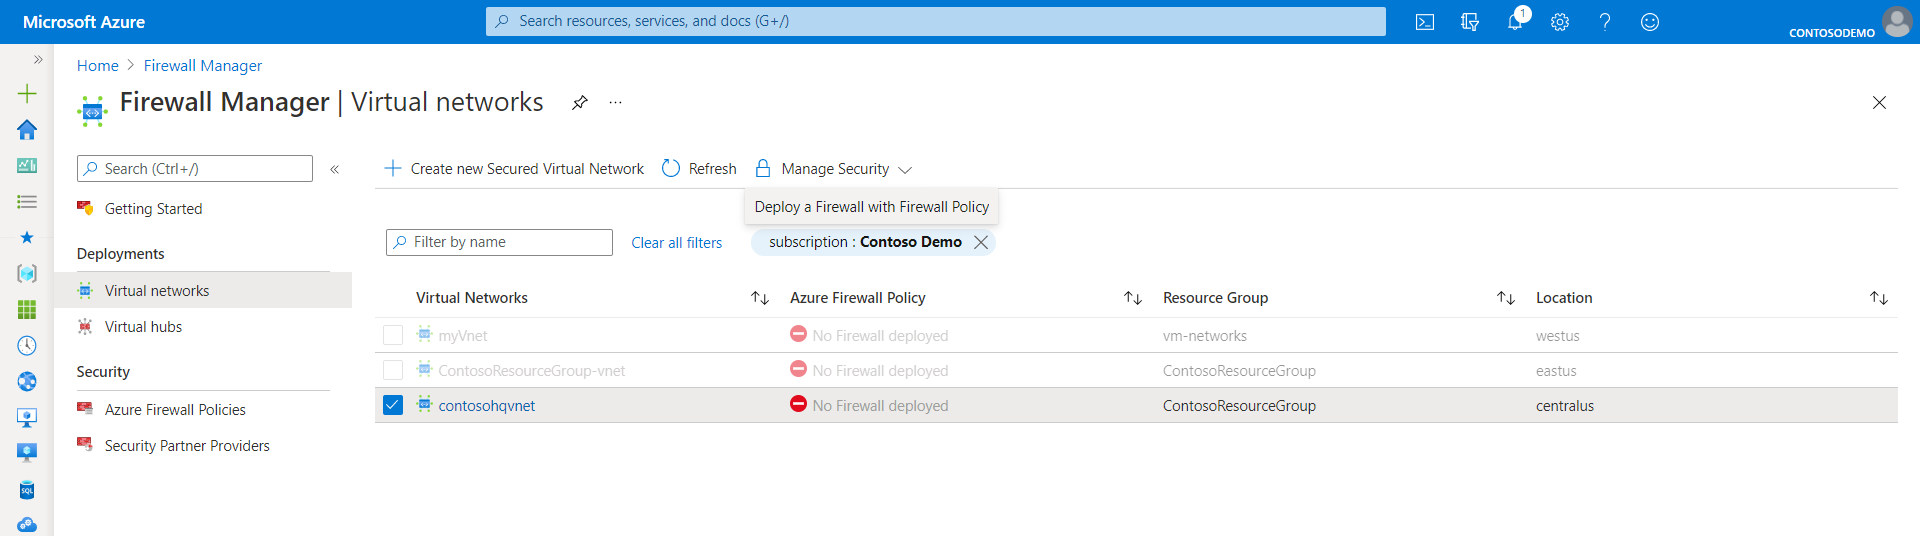 Microsoft Azure
Search resources, services, and docs (G+/)
1
CONTOSODEMO
Home > Firewall Manager
Firewall Manager | Virtual networks ...
Search (Ctrl+/) «
Getting Started
Deployments
Virtual networks
Virtual hubs
Security
Azure Firewall Policies
Security Partner Providers
Create new Secured Virtual Network Refresh Manage Security
Deploy a Firewall with Firewall Policy
Filter by name Clear all filters subscription : Contoso Demo
Virtual Networks Azure Firewall Policy Resource Group Location
myVnet No Firewall deployed vm-networks westus
ContosoResourceGroup-vnet No Firewall deployed ContosoResourceGroup eastus
contosohqvnet No Firewall deployed ContosoResourceGroup centralus
SQL